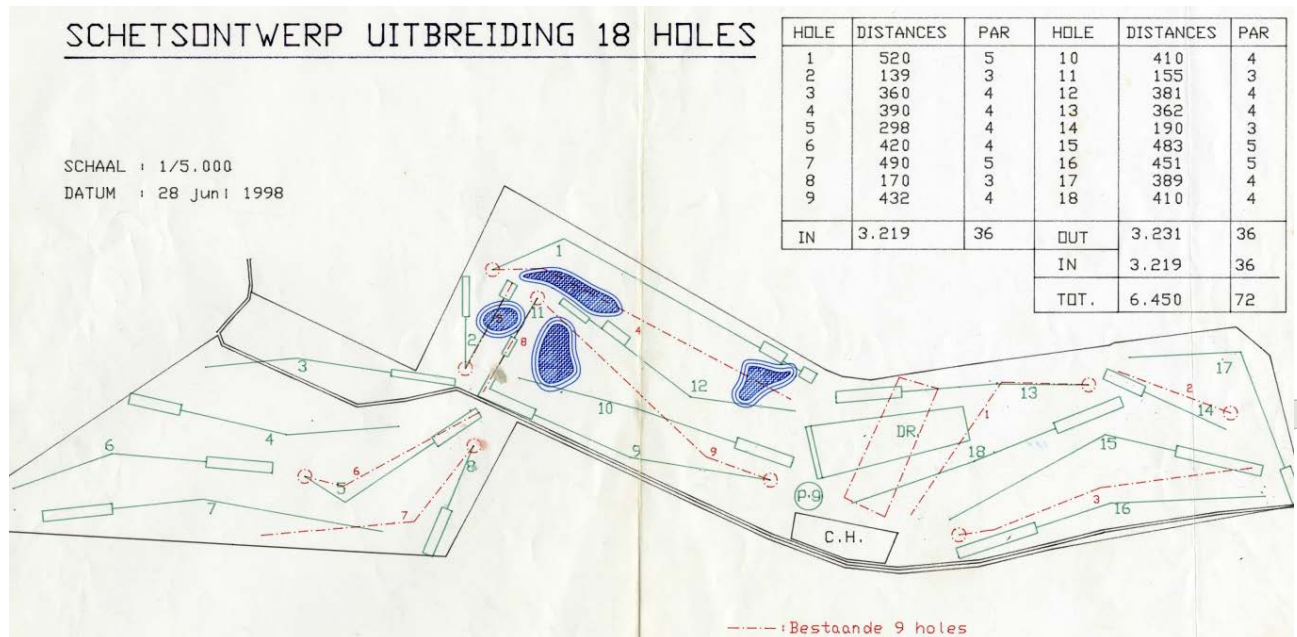 SCHETSONTWERP UITBREIDING 18 HOLES
SCHAAL : 1/5.000
DATUM : 28 juni 1998
HOLE DISTANCES PAR HOLE DISTANCES PAR
1 520 5 10 410 4
2 139 3 11 155 3
3 360 4 12 381 4
4 390 4 13 362 4
5 298 4 14 190 3
6 420 4 15 483 5
7 490 5 16 451 5
8 170 3 17 389 4
9 432 4 18 410 4
IN 3.219 36 OUT 3.231 36
IN 3.219 36
TOT. 6.450 72
1
11
2
8
4
3
12
13
2
14
17
10
1
DR.
18
15
6
4
9
9
6
5
8
7
7
P.9
3
16
C.H.
-·-·-:Bestaande 9 holes